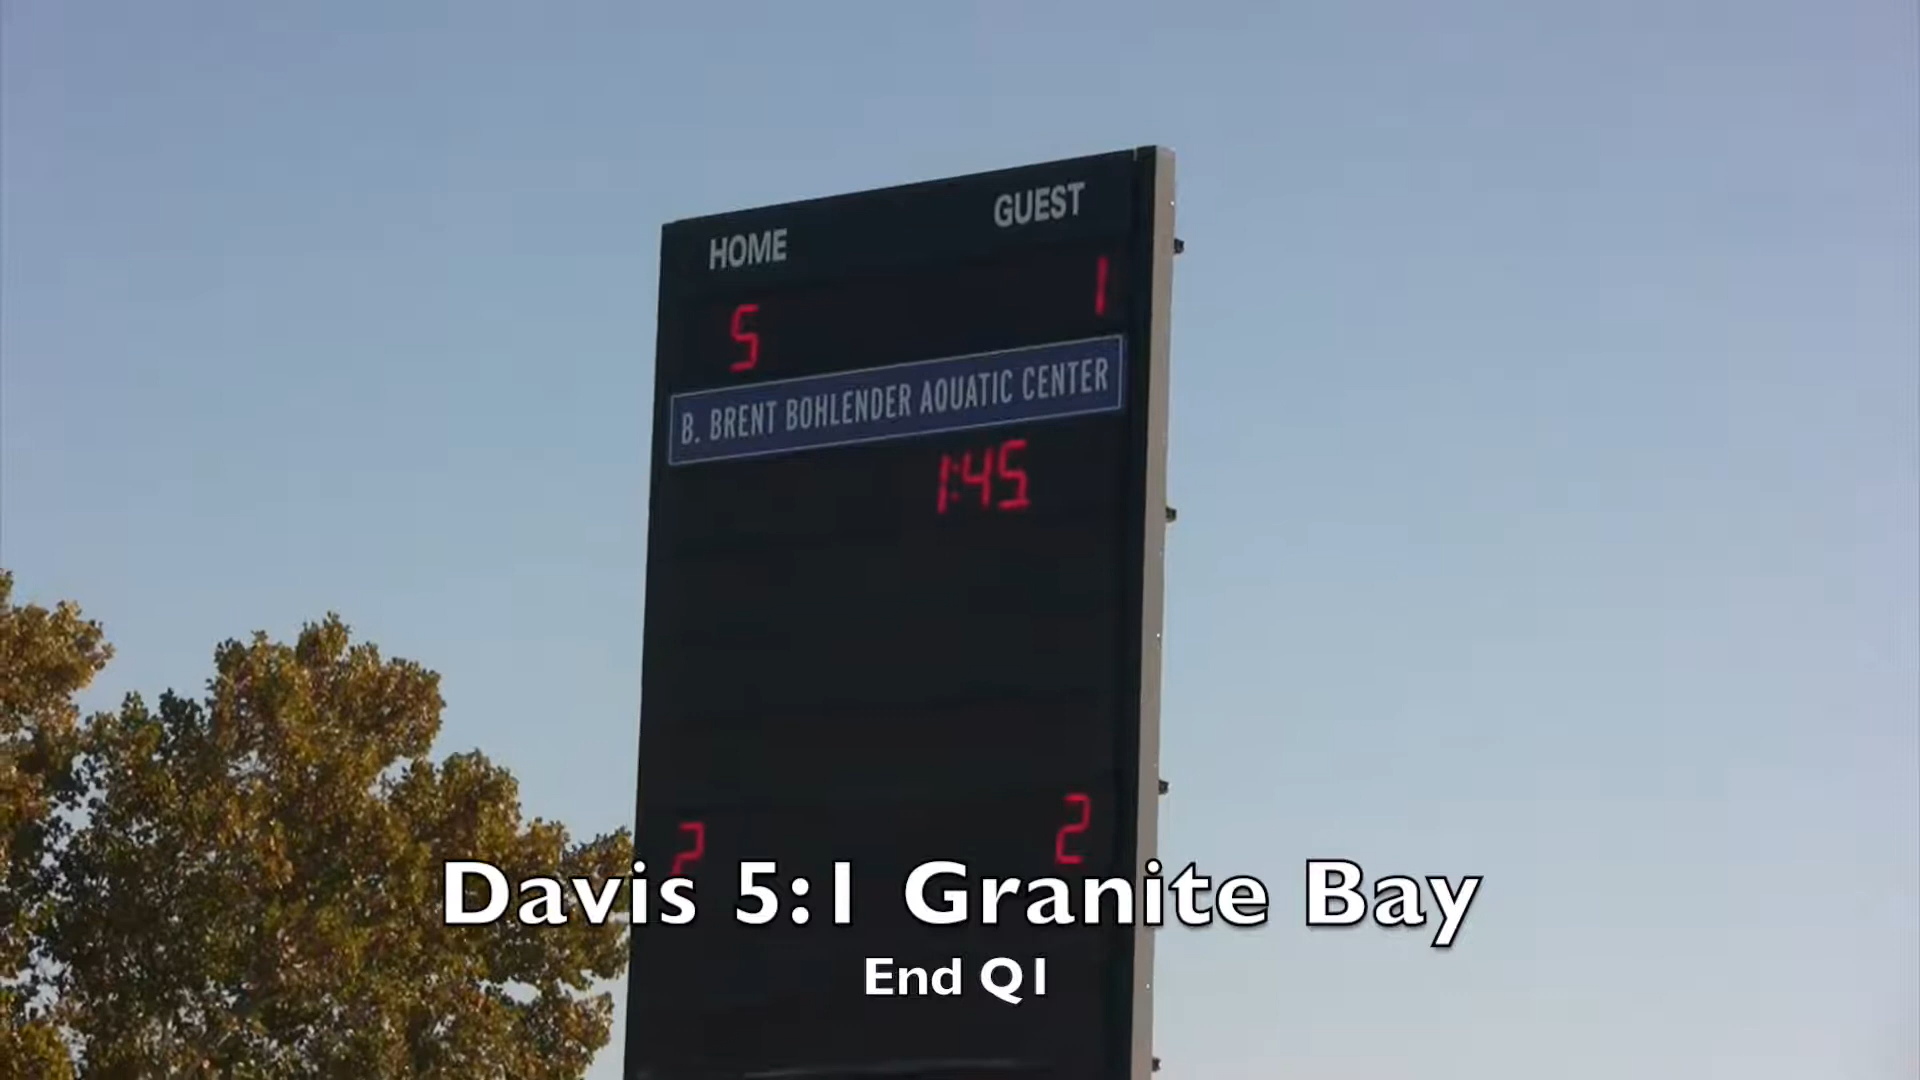 HOME GUEST
5 1
B. BRENT BOHLENDER AQUATIC CENTER
1:45
2 2
Davis 5:1 Granite Bay
End Q1